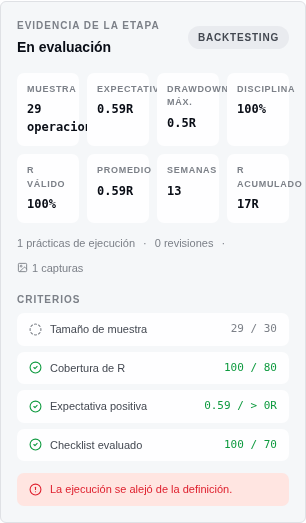 EVIDENCIA DE LA ETAPA
En evaluación
BACKTESTING
MUESTRA
29
operacion
EXPECTATIV
0.59R
DRAWDOWN
MÁX.
0.5R
DISCIPLINA
100%
R
VÁLIDO
100%
PROMEDIO
0.59R
SEMANAS
13
R
ACUMULADO
17R
1 prácticas de ejecución · 0 revisiones ·
1 capturas
CRITERIOS
Tamaño de muestra 29 / 30
Cobertura de R 100 / 80
Expectativa positiva 0.59 / > 0R
Checklist evaluado 100 / 70
La ejecución se alejó de la definición.